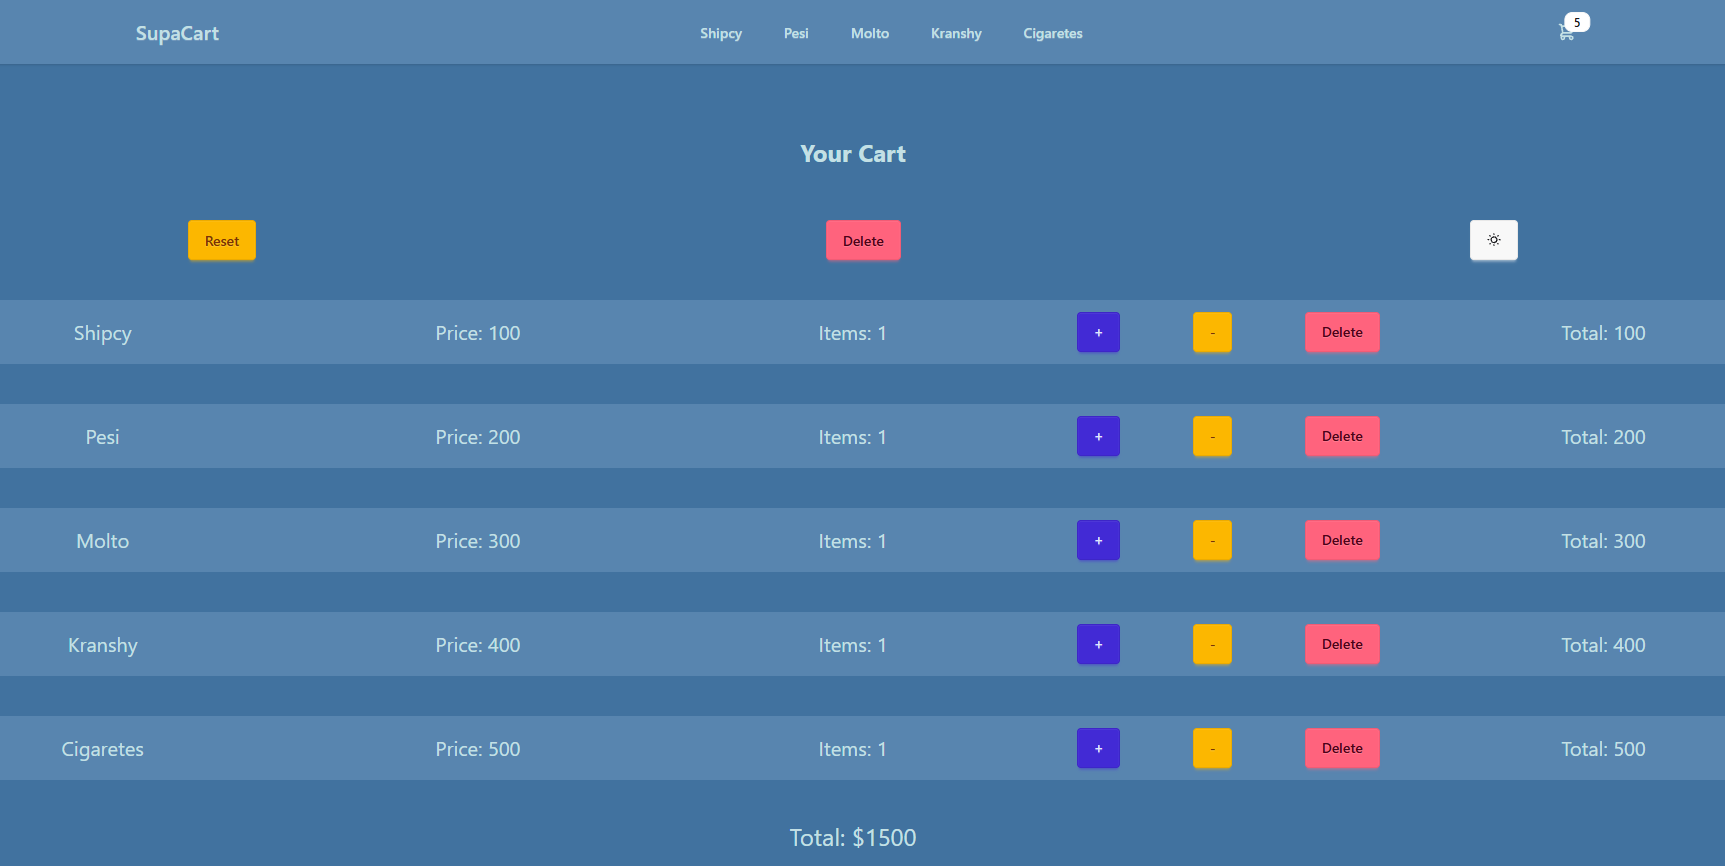 SupaCart Shipcy Pesi Molto Kranshy Cigaretes 5
Your Cart
Reset Delete
Shipcy Price: 100 Items: 1 + - Delete Total: 100
Pesi Price: 200 Items: 1 + - Delete Total: 200
Molto Price: 300 Items: 1 + - Delete Total: 300
Kranshy Price: 400 Items: 1 + - Delete Total: 400
Cigaretes Price: 500 Items: 1 + - Delete Total: 500
Total: $1500